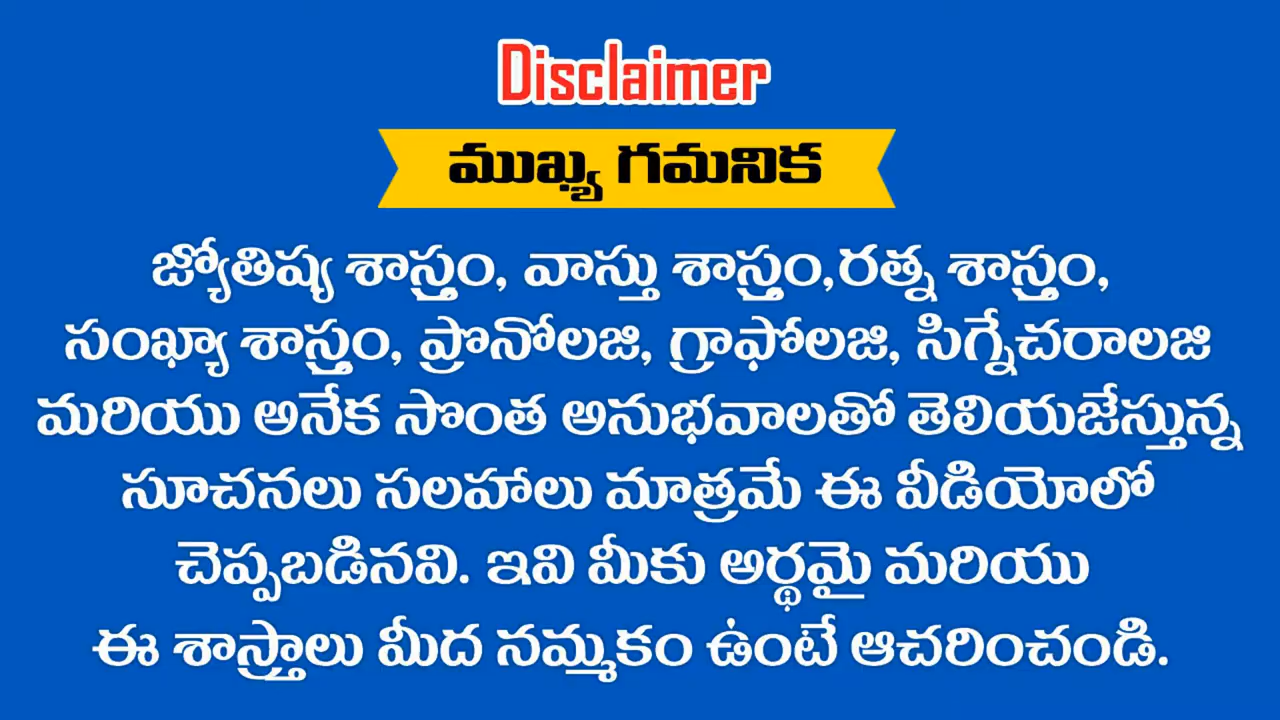 Disclaimer
ముఖ్య గమనిక
జ్యోతిష్య శాస్త్రం, వాస్తు శాస్త్రం,రత్న శాస్త్రం,
సంఖ్యా శాస్త్రం, ప్రొనోలజి, గ్రాఫోలజి, సిగ్నేచరాలజి
మరియు అనేక సొంత అనుభవాలతో తెలియజేస్తున్న
సూచనలు సలహాలు మాత్రమే ఈ వీడియోలో
చెప్పబడినవి. ఇవి మీకు అర్థమై మరియు
ఈ శాస్త్రాలు మీద నమ్మకం ఉంటే ఆచరించండి.